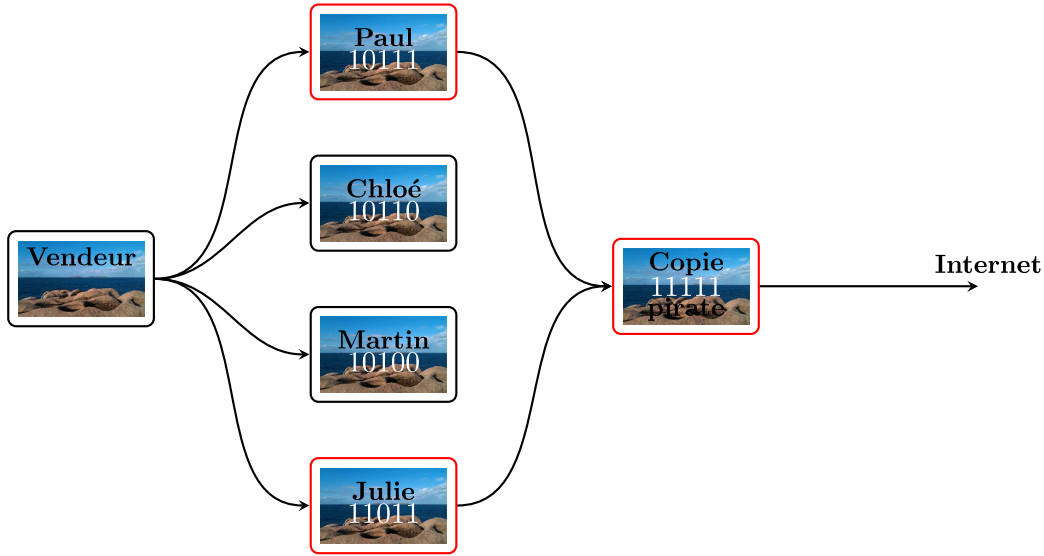 Vendeur
Paul
10111
Chloé
10110
Martin
10100
Julie
11011
Copie
11111
pirate
Internet